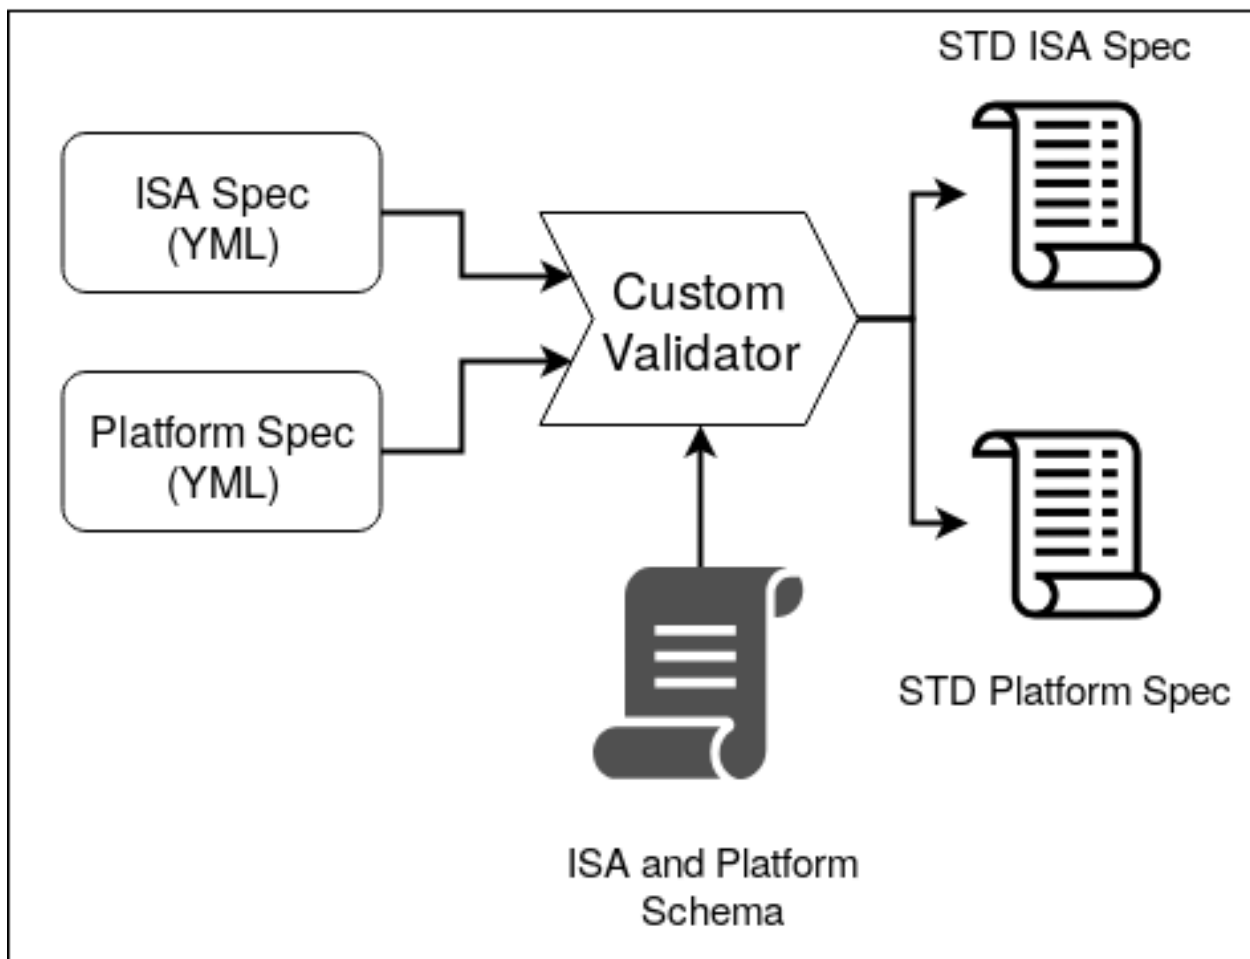 STD ISA Spec
ISA Spec
(YML)
Custom
Validator
Platform Spec
(YML)
STD Platform Spec
ISA and Platform
Schema